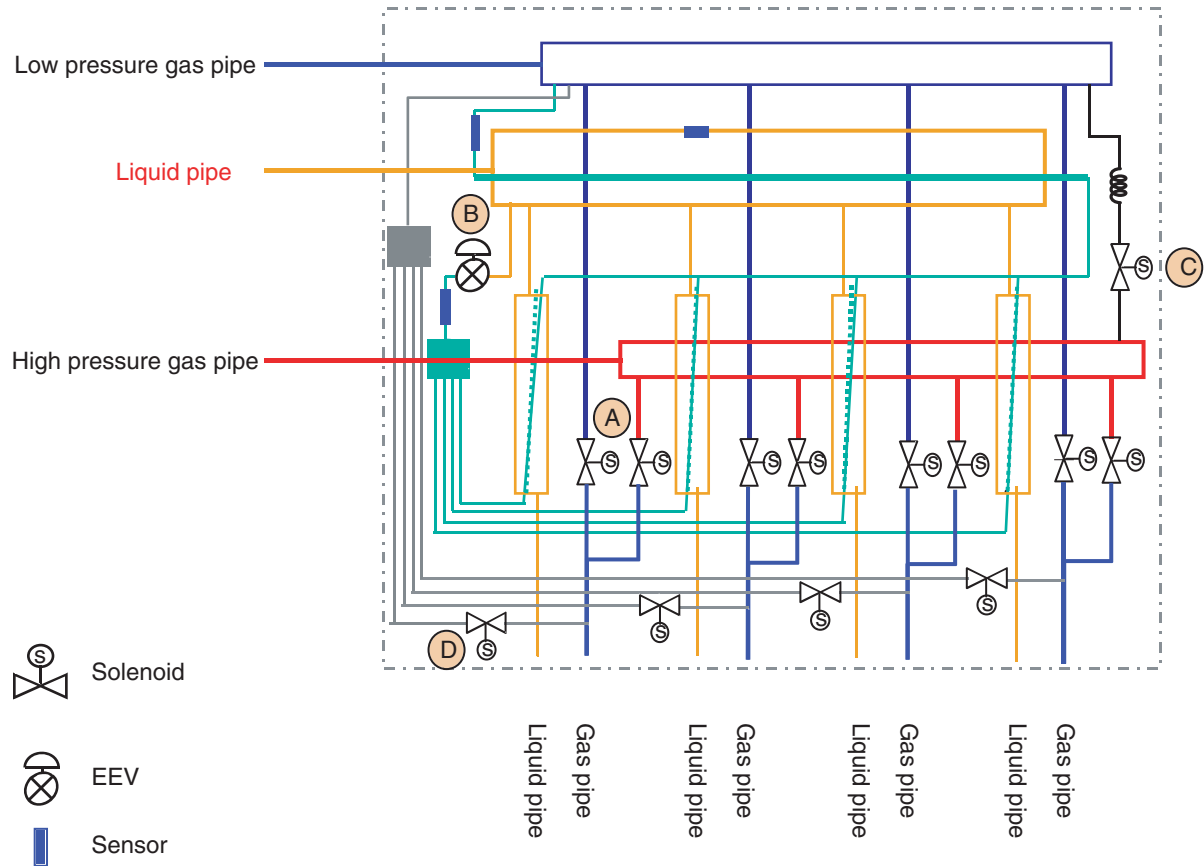 Low pressure gas pipe
Liquid pipe
B
S
C
High pressure gas pipe
A
S
S
S
S
S
S
S
S
S
S
S
D
S
S
Solenoid
EEV
Sensor
Liquid pipe
Gas pipe
Liquid pipe
Gas pipe
Liquid pipe
Gas pipe
Liquid pipe
Gas pipe